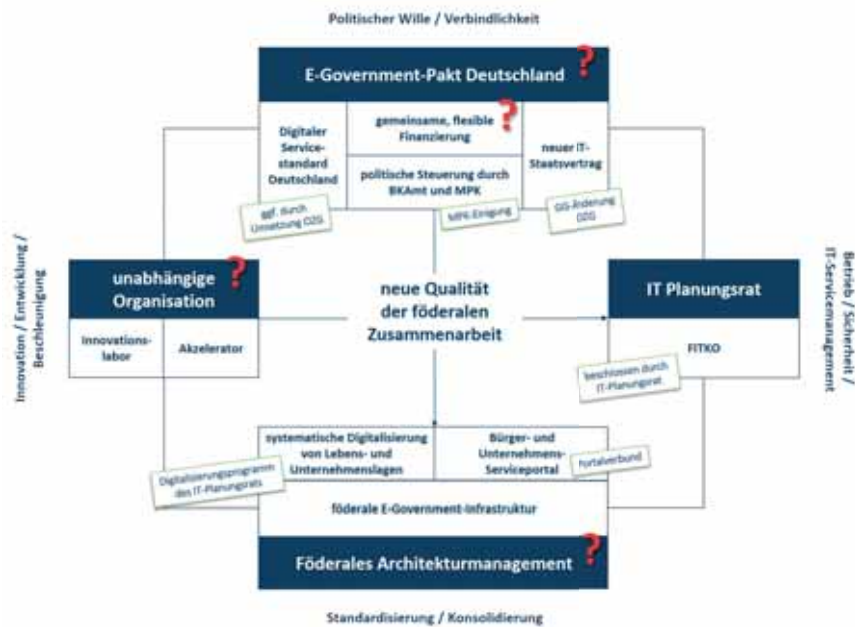 Politischer Wille / Verbindlichkeit
E-Government-Pakt Deutschland
?
Digitaler
Service-
standard
Deutschland
gemeinsame, flexible
Finanzierung
?
politische Steuerung durch
BKAmt und MPK
neuer IT-
Staatsvertrag
ggf. durch
Umsetzung OZG
MPK-Einigung
GG-Änderung
OZG
Innovation / Entwicklung /
Beschleunigung
unabhängige
Organisation
?
Innovations-
labor
Akzelerator
neue Qualität
der föderalen
Zusammenarbeit
IT Planungsrat
FITKO
beschlossen durch
IT-Planungsrat
Betrieb / Sicherheit /
IT-Servicemanagement
systematische Digitalisierung
von Lebens- und
Unternehmenslagen
Bürger- und
Unternehmens-
Serviceportal
Digitalisierungsprogramm
des IT-Planungsrats
Portalverbund
föderale E-Government-Infrastruktur
Föderales Architekturmanagement
?
Standardisierung / Konsolidierung